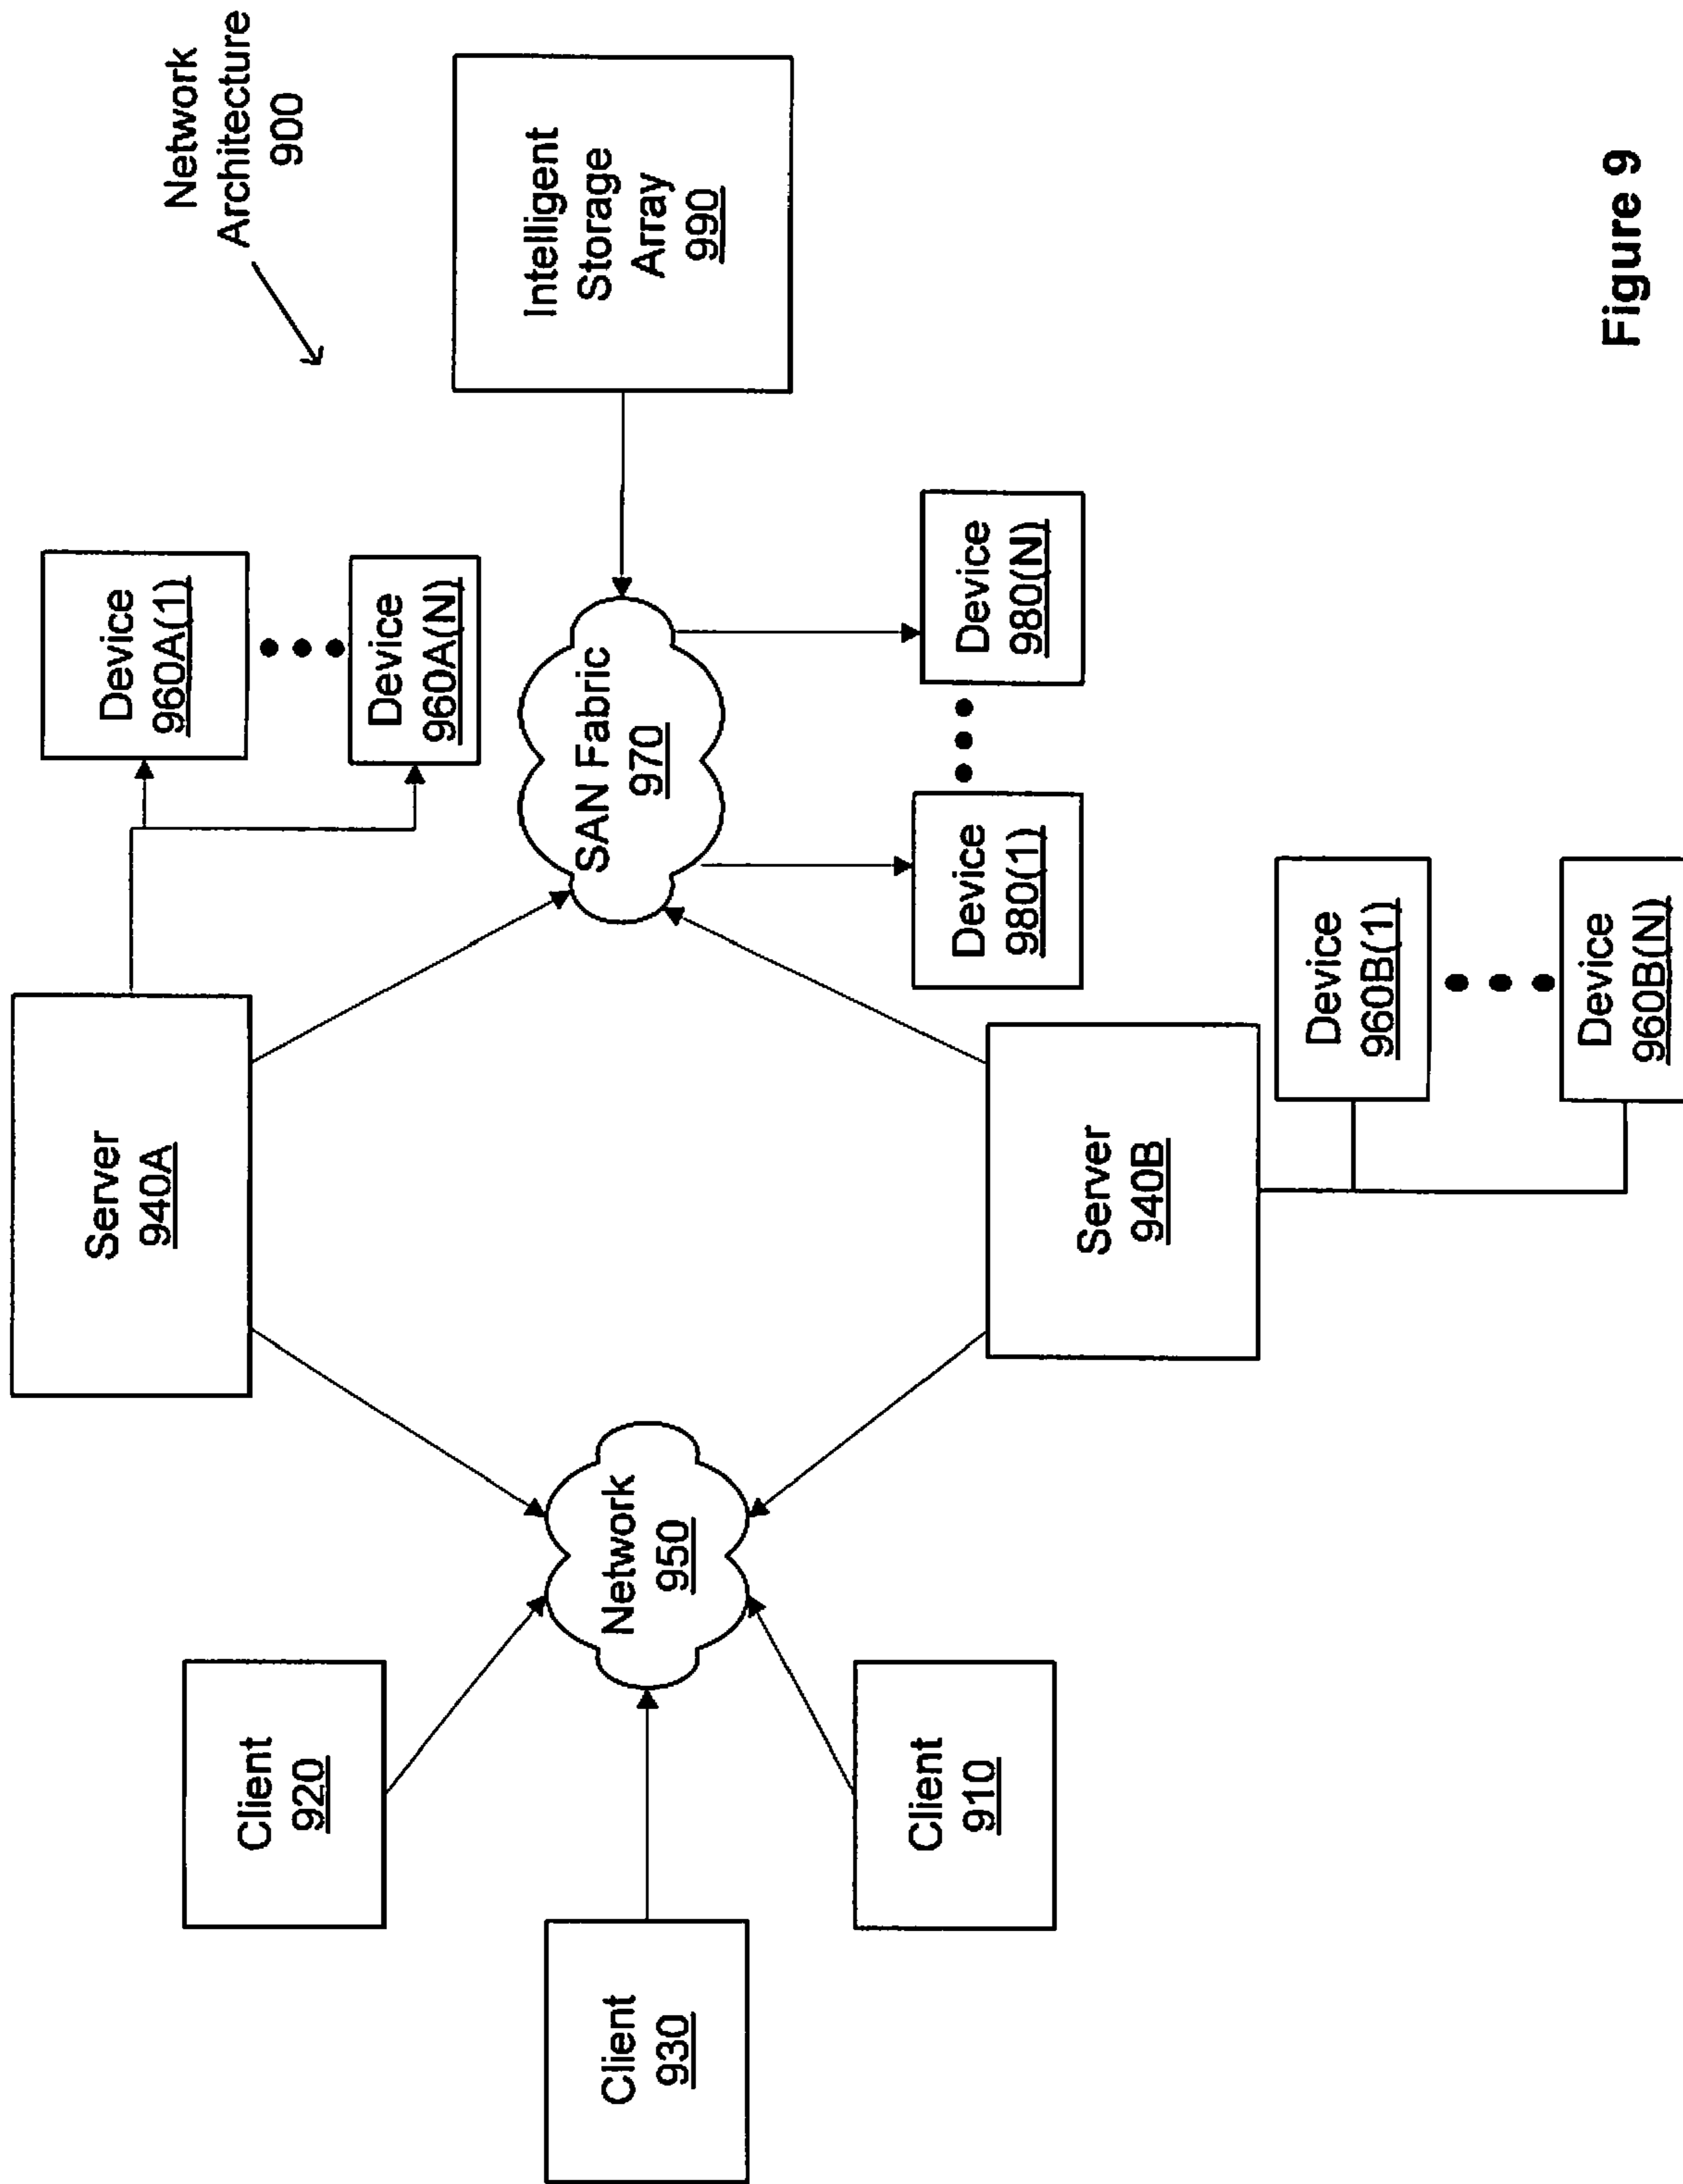 Network
Architecture
900
Device
960A(1)
Device
960A(N)
Server
940A
Intelligent
Storage
Array
990
SAN Fabric
970
Client
920
Network
950
Client
930
Device
980(1)
Device
980(N)
Client
910
Server
940B
Device
960B(1)
Device
960B(N)
Figure 9